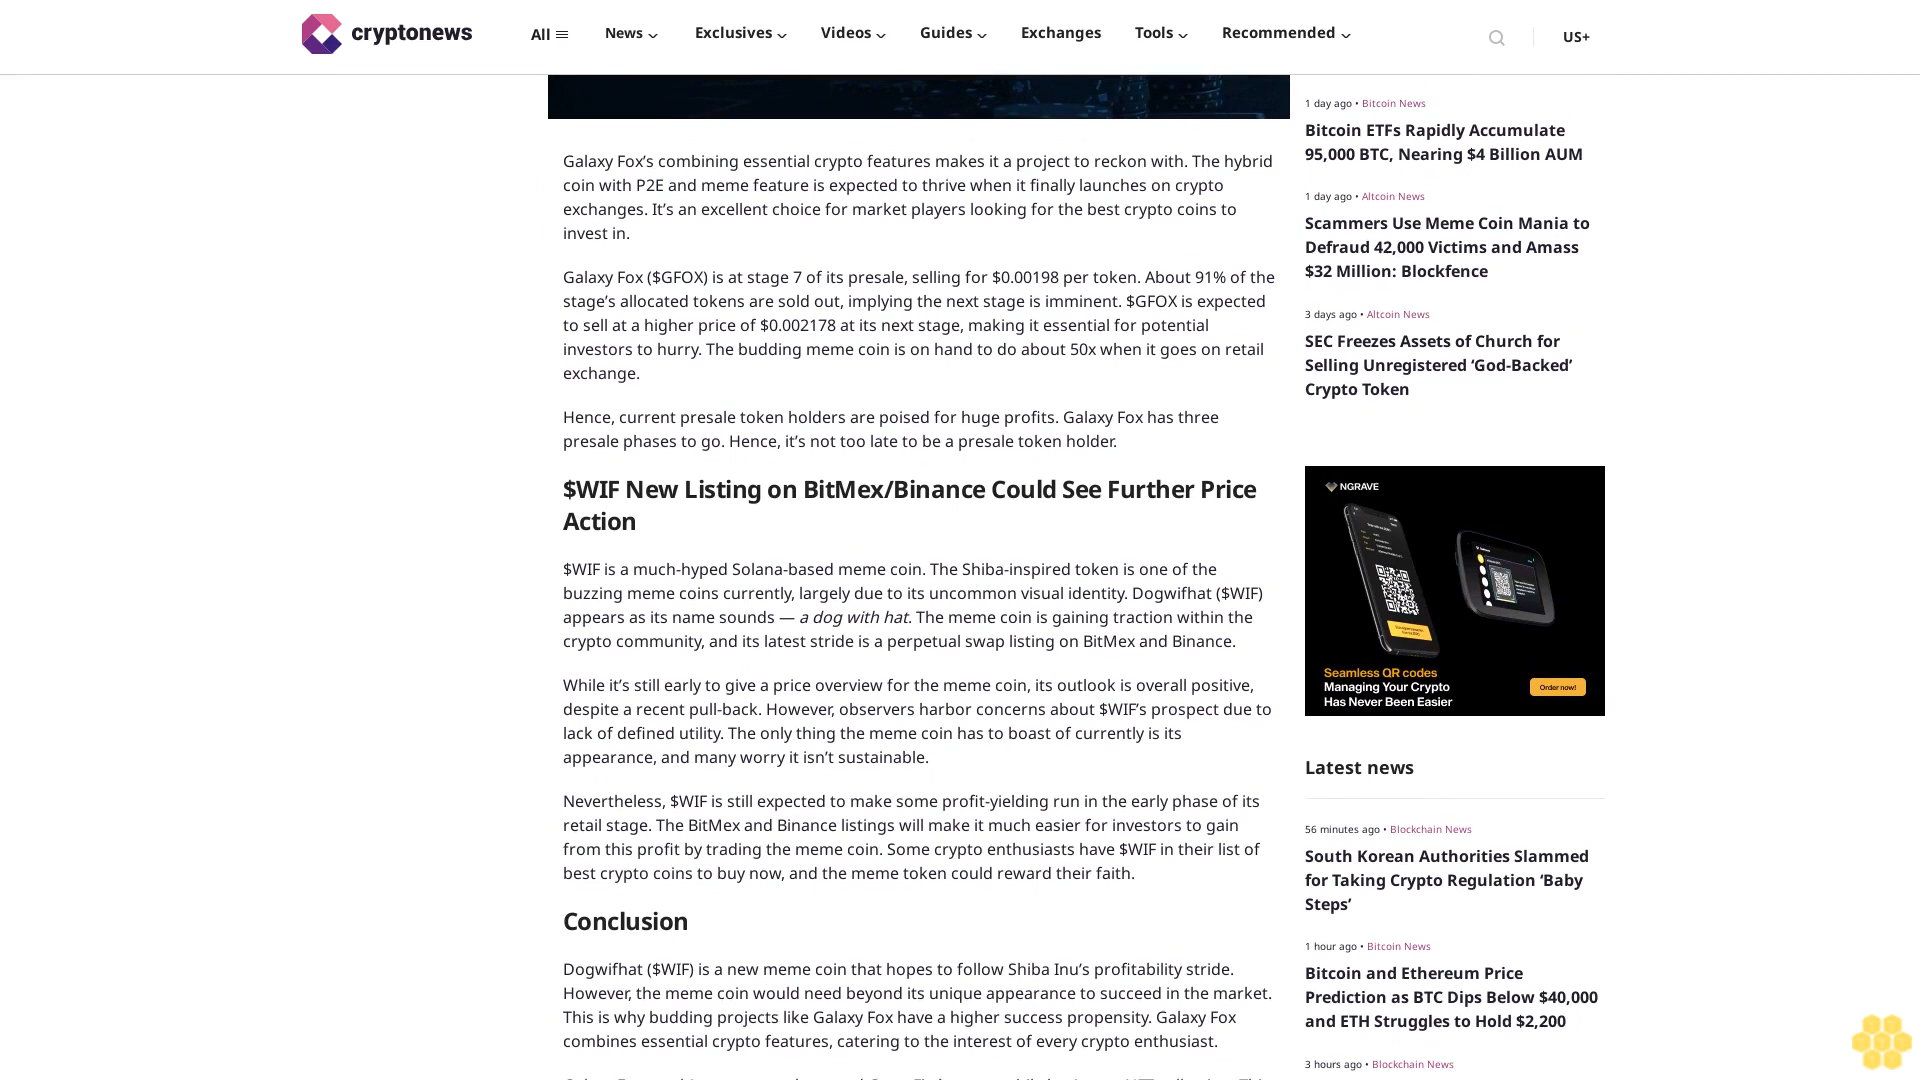 cryptonews
All
News
Exclusives
Videos
Guides
Exchanges
Tools
Recommended
US+
Galaxy Fox’s combining essential crypto features makes it a project to reckon with. The hybrid
coin with P2E and meme feature is expected to thrive when it finally launches on crypto
exchanges. It’s an excellent choice for market players looking for the best crypto coins to
invest in.
Galaxy Fox ($GFOX) is at stage 7 of its presale, selling for $0.00198 per token. About 91% of the
stage’s allocated tokens are sold out, implying the next stage is imminent. $GFOX is expected
to sell at a higher price of $0.002178 at its next stage, making it essential for potential
investors to hurry. The budding meme coin is on hand to do about 50x when it goes on retail
exchange.
Hence, current presale token holders are poised for huge profits. Galaxy Fox has three
presale phases to go. Hence, it’s not too late to be a presale token holder.
$WIF New Listing on BitMex/Binance Could See Further Price
Action
$WIF is a much-hyped Solana-based meme coin. The Shiba-inspired token is one of the
buzzing meme coins currently, largely due to its uncommon visual identity. Dogwifhat ($WIF)
appears as its name sounds — a dog with hat. The meme coin is gaining traction within the
crypto community, and its latest stride is a perpetual swap listing on BitMex and Binance.
While it’s still early to give a price overview for the meme coin, its outlook is overall positive,
despite a recent pull-back. However, observers harbor concerns about $WIF’s prospect due to
lack of defined utility. The only thing the meme coin has to boast of currently is its
appearance, and many worry it isn’t sustainable.
Nevertheless, $WIF is still expected to make some profit-yielding run in the early phase of its
retail stage. The BitMex and Binance listings will make it much easier for investors to gain
from this profit by trading the meme coin. Some crypto enthusiasts have $WIF in their list of
best crypto coins to buy now, and the meme token could reward their faith.
Conclusion
Dogwifhat ($WIF) is a new meme coin that hopes to follow Shiba Inu’s profitability stride.
However, the meme coin would need beyond its unique appearance to succeed in the market.
This is why budding projects like Galaxy Fox have a higher success propensity. Galaxy Fox
combines essential crypto features, catering to the interest of every crypto enthusiast.
1 day ago • Bitcoin News
Bitcoin ETFs Rapidly Accumulate
95,000 BTC, Nearing $4 Billion AUM
1 day ago • Altcoin News
Scammers Use Meme Coin Mania to
Defraud 42,000 Victims and Amass
$32 Million: Blockfence
3 days ago • Altcoin News
SEC Freezes Assets of Church for
Selling Unregistered ‘God-Backed’
Crypto Token
NGRAVE
Seamless QR codes
Managing Your Crypto
Has Never Been Easier
Order now!
Latest news
56 minutes ago • Blockchain News
South Korean Authorities Slammed
for Taking Crypto Regulation ‘Baby
Steps’
1 hour ago • Bitcoin News
Bitcoin and Ethereum Price
Prediction as BTC Dips Below $40,000
and ETH Struggles to Hold $2,200
3 hours ago • Blockchain News